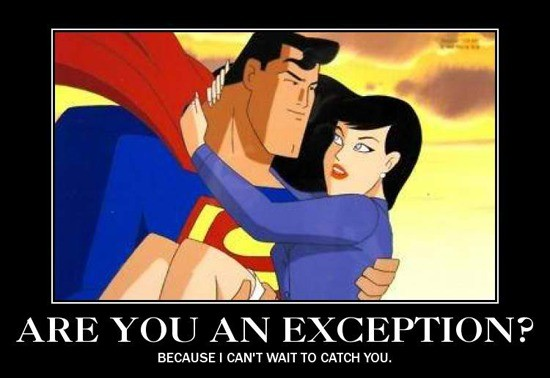 ARE YOU AN EXCEPTION?
BECAUSE I CAN'T WAIT TO CATCH YOU.